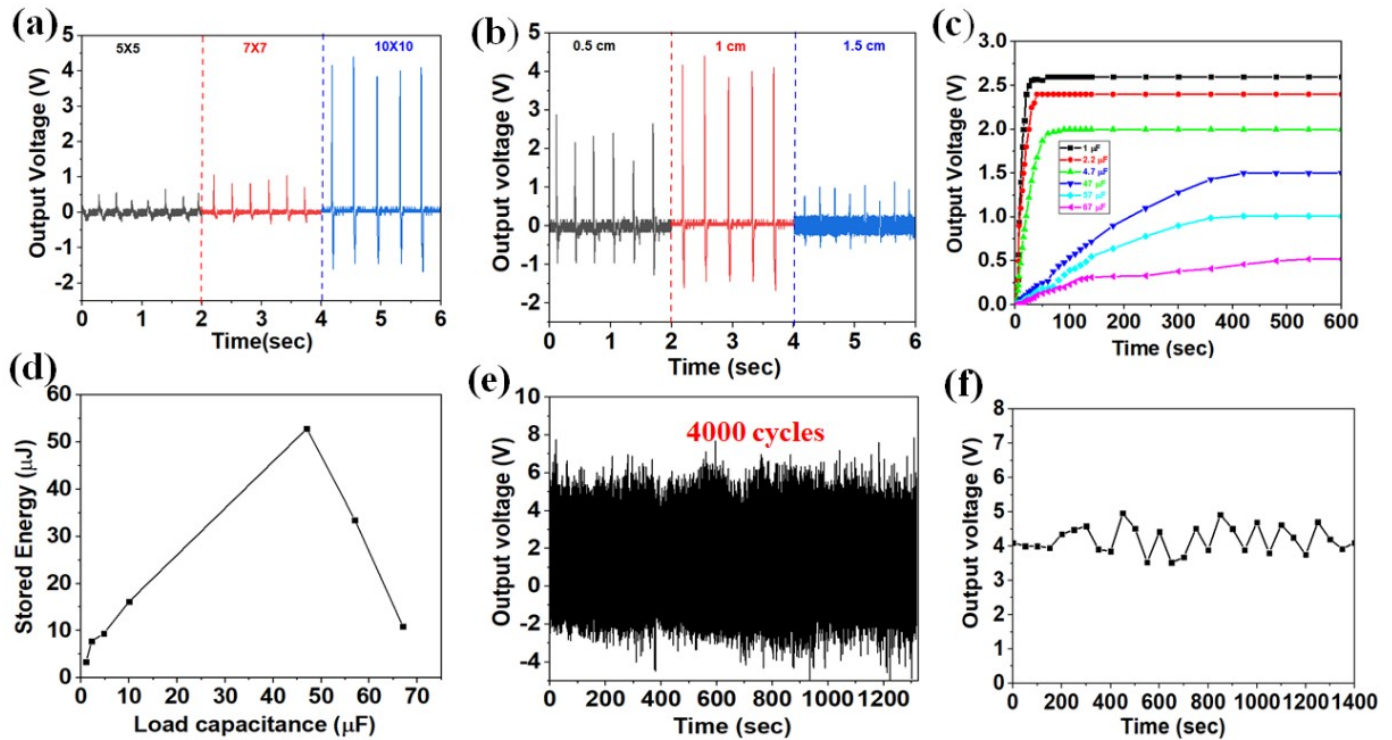 (a)
5X5
7X7
10X10
Output Voltage (V)
5
4
3
2
1
0
-1
-2
0 1 2 3 4 5 6
Time(sec)
(b)
0.5 cm
1 cm
1.5 cm
Output voltage (V)
5
4
3
2
1
0
-1
-2
0 1 2 3 4 5 6
Time (sec)
(c)
Output Voltage (V)
3.0
2.5
2.0
1.5
1.0
0.5
0.0
1 µF
2.2 µF
4.7 µF
47 µF
57 µF
67 µF
0 100 200 300 400 500 600
Time (sec)
(d)
Stored Energy (µJ)
60
50
40
30
20
10
0
0 10 20 30 40 50 60 70
Load capacitance (µF)
(e)
4000 cycles
Output voltage (V)
10
8
6
4
2
0
-2
-4
0 200 400 600 800 1000 1200
Time (sec)
(f)
Output voltage (V)
8
7
6
5
4
3
2
1
0
0 200 400 600 800 1000 1200 1400
Time (sec)